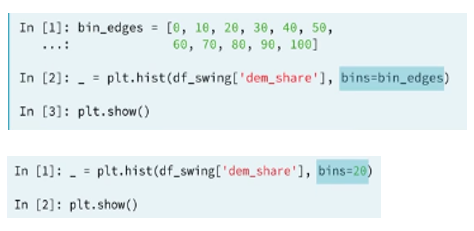 In [1]: bin_edges = [0, 10, 20, 30, 40, 50,
...: 60, 70, 80, 90, 100]
In [2]: _ = plt.hist(df_swing['dem_share'], bins=bin_edges)
In [3]: plt.show()
In [1]: _ = plt.hist(df_swing['dem_share'], bins=20)
In [2]: plt.show()